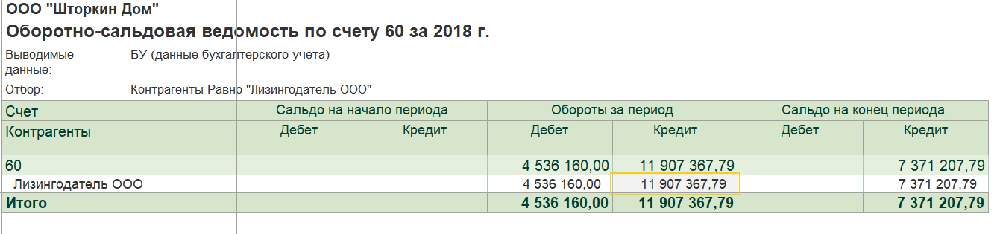 ООО "Шторкин Дом"
Оборотно-сальдовая ведомость по счету 60 за 2018 г.
Выводимые данные: БУ (данные бухгалтерского учета)
Отбор: Контрагенты Равно "Лизингодатель ООО"
Счет Сальдо на начало периода Обороты за период Сальдо на конец периода
Контрагенты Дебет Кредит Дебет Кредит Дебет Кредит
60 4 536 160,00 11 907 367,79 7 371 207,79
Лизингодатель ООО 4 536 160,00 11 907 367,79 7 371 207,79
Итого 4 536 160,00 11 907 367,79 7 371 207,79